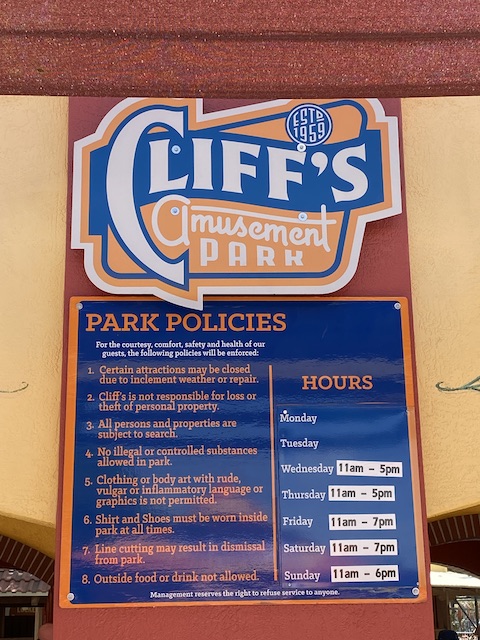 ESTD
1959
CLIFF'S
amusement
PARK
PARK POLICIES
For the courtesy, comfort, safety and health of our
guests, the following policies will be enforced:
1. Certain attractions may be closed
due to inclement weather or repair.
2. Cliff's is not responsible for loss or
theft of personal property.
3. All persons and properties are
subject to search.
4. No illegal or controlled substances
allowed in park.
5. Clothing or body art with rude,
vulgar or inflammatory language or
graphics is not permitted.
6. Shirt and Shoes must be worn inside
park at all times.
7. Line cutting may result in dismissal
from park.
8. Outside food or drink not allowed.
HOURS
Monday
Tuesday
Wednesday 11am - 5pm
Thursday 11am - 5pm
Friday 11am - 7pm
Saturday 11am - 7pm
Sunday 11am - 6pm
Management reserves the right to refuse service to anyone.